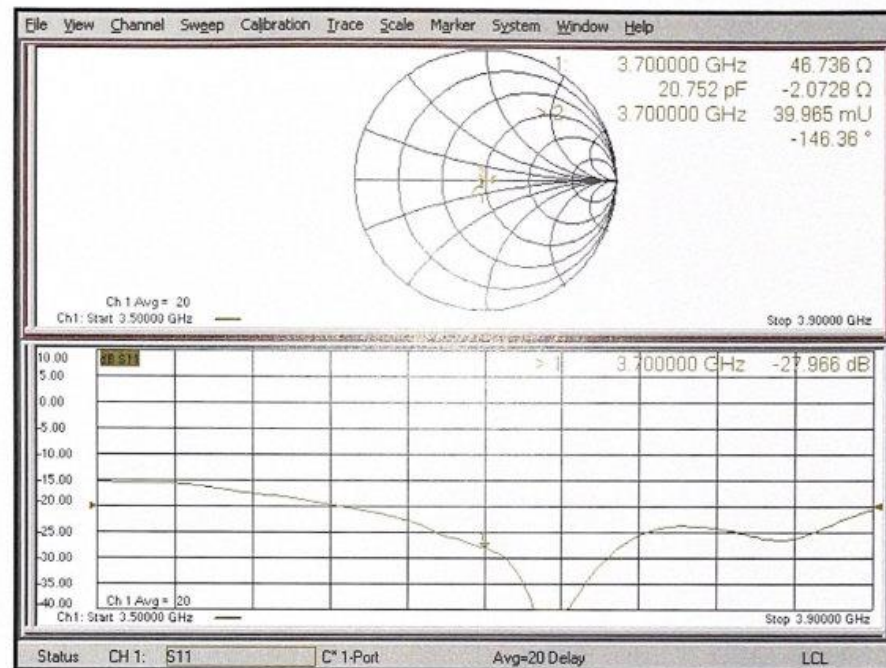 File View Channel Sweep Calibration Trace Scale Marker System Window Help
1: 3.700000 GHz 46.736 Ω
20.752 pF -2.0728 Ω
> 2: 3.700000 GHz 39.965 mU
-146.36 °
Ch 1 Avg = 20
Ch1: Start 3.50000 GHz
Stop 3.90000 GHz
10.00 dB S11 > 1: 3.700000 GHz -27.966 dB
5.00
0.00
-5.00
-10.00
-15.00
-20.00
-25.00
-30.00
-35.00
-40.00
Ch 1 Avg = 20
Ch1: Start 3.50000 GHz
Stop 3.90000 GHz
Status CH 1: S11 C* 1-Port Avg=20 Delay LCL